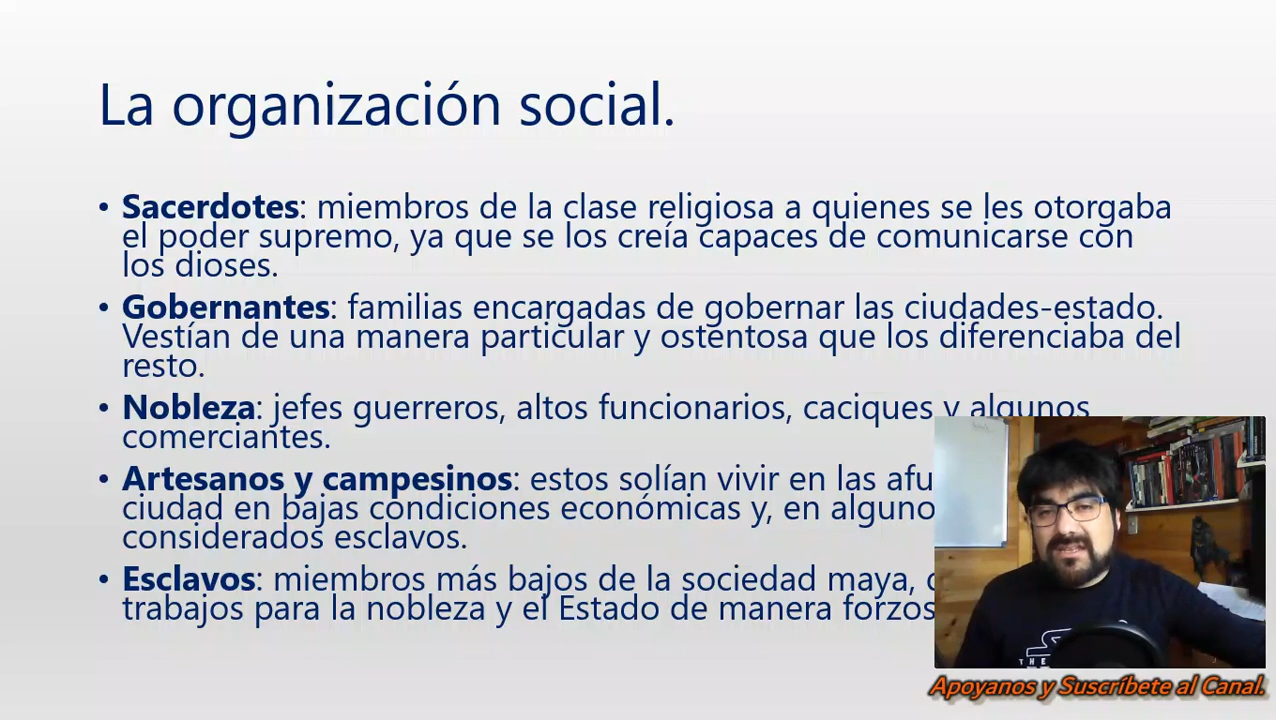 La organización social.
• Sacerdotes: miembros de la clase religiosa a quienes se les otorgaba
el poder supremo, ya que se los creía capaces de comunicarse con
los dioses.
• Gobernantes: familias encargadas de gobernar las ciudades-estado.
Vestían de una manera particular y ostentosa que los diferenciaba del
resto.
• Nobleza: jefes guerreros, altos funcionarios, caciques y algunos
comerciantes.
• Artesanos y campesinos: estos solían vivir en las afu
ciudad en bajas condiciones económicas y, en alguno
considerados esclavos.
• Esclavos: miembros más bajos de la sociedad maya,
trabajos para la nobleza y el Estado de manera forzos
THE
Apoyanos y Suscríbete al Canal.